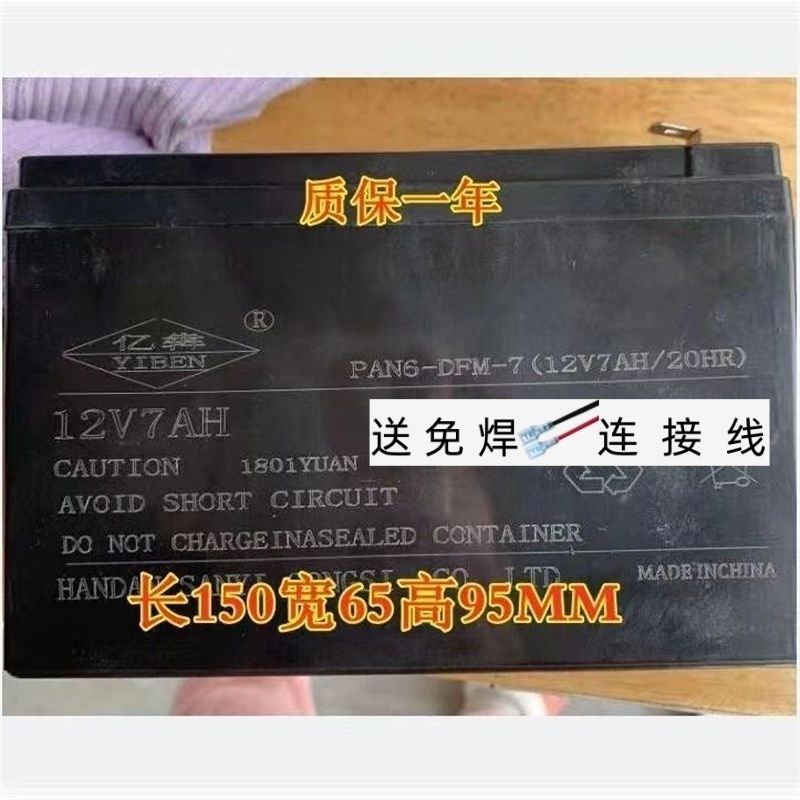 质保一年
亿犇
YIBEN
®
PAN6-DFM-7(12V7AH/20HR)
12V7AH
送免焊 连接线
CAUTION 1801YUAN
AVOID SHORT CIRCUIT
DO NOT CHARGEINASEALED CONTAINER
CO LTD
MADE INCHINA
长150宽65高95MM